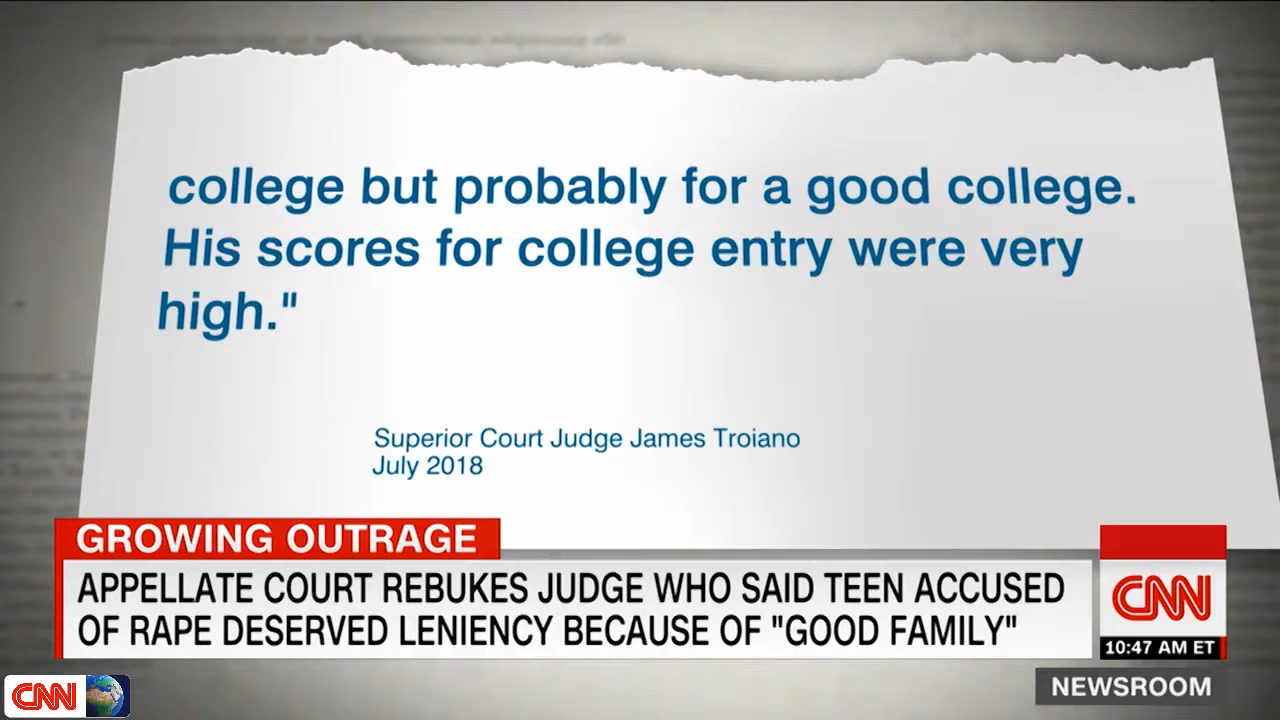 college but probably for a good college.
His scores for college entry were very
high."
Superior Court Judge James Troiano
July 2018
GROWING OUTRAGE
APPELLATE COURT REBUKES JUDGE WHO SAID TEEN ACCUSED
OF RAPE DESERVED LENIENCY BECAUSE OF "GOOD FAMILY"
CNN
10:47 AM ET
NEWSROOM
CNN